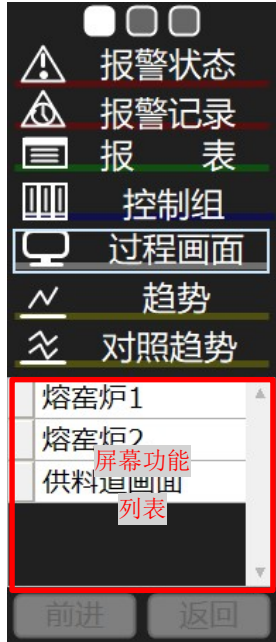 报警状态
报警记录
报 表
控制组
过程画面
趋势
对照趋势
熔窑炉1
熔窑炉2
屏幕功能
供料道画面
列表
前进 返回